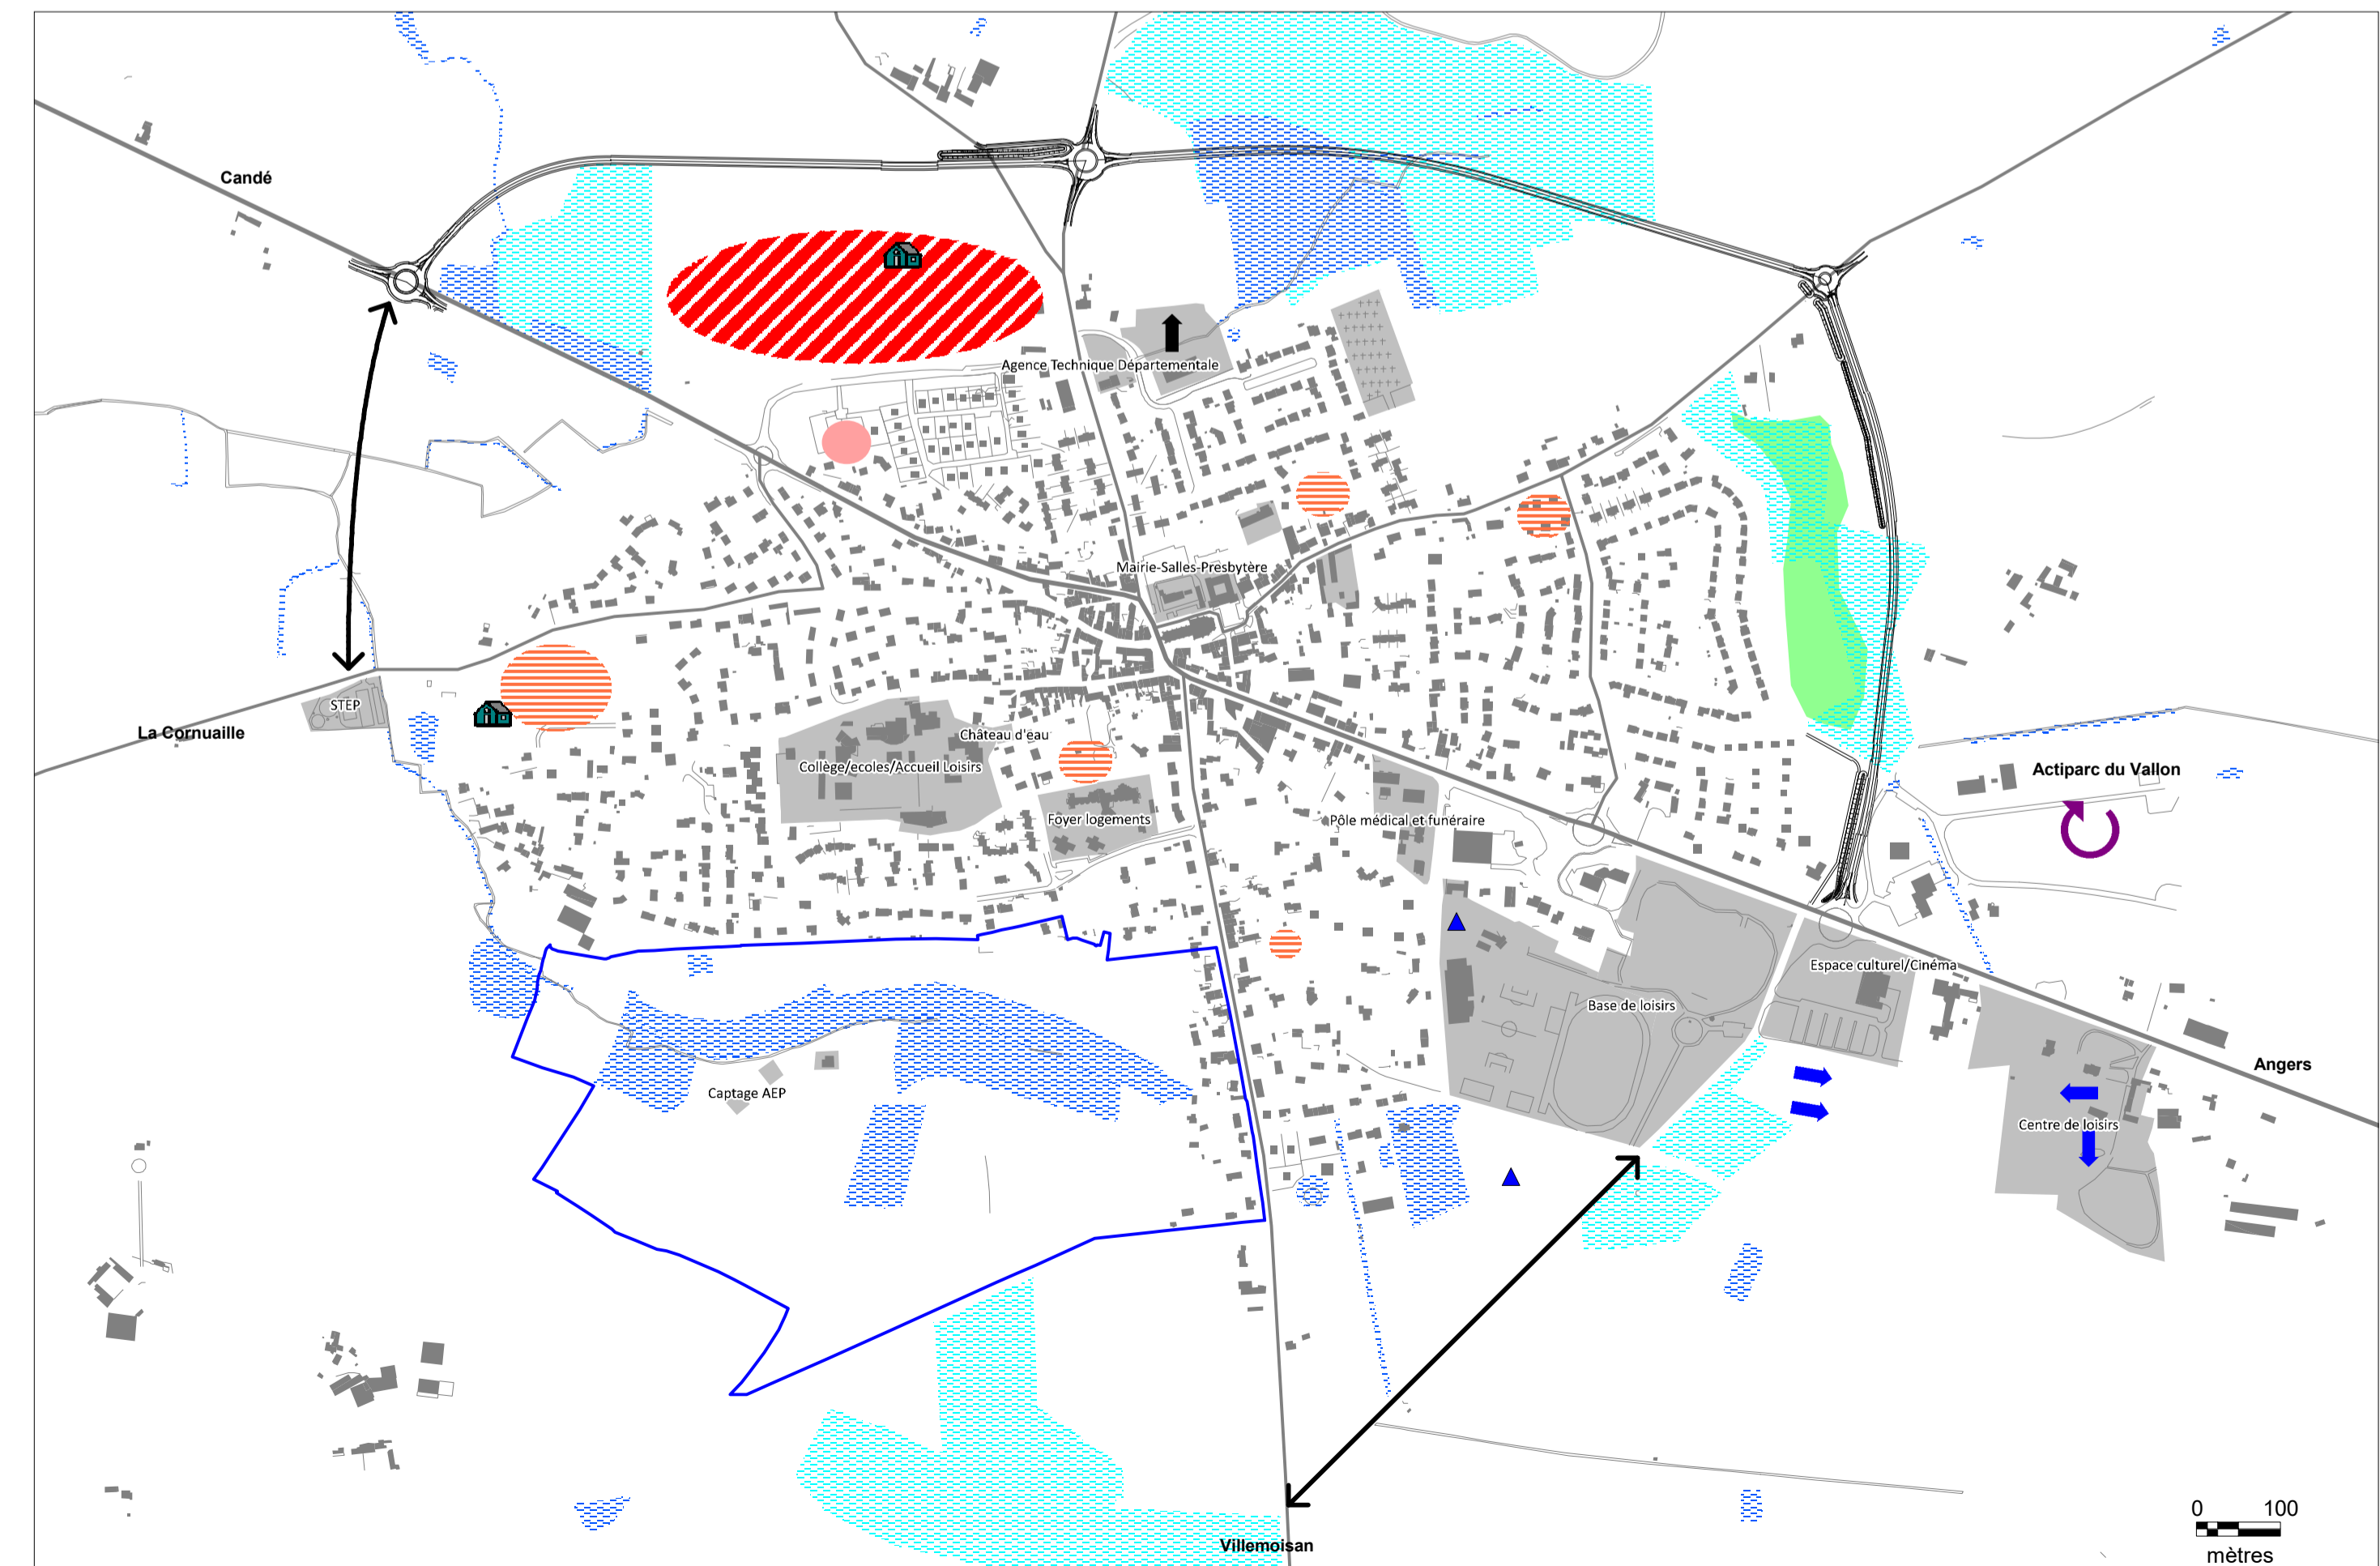 Candé
Agence Technique Départementale
Mairie-Salles-Presbytère
STEP
La Cornuaille
Château d'eau
Collège/ecoles/Accueil Loisirs
Actiparc du Vallon
Foyer logements
Pôle médical et funéraire
Espace culturel/Cinéma
Base de loisirs
Angers
Captage AEP
Centre de loisirs
0 100
mètres
Villemoisan